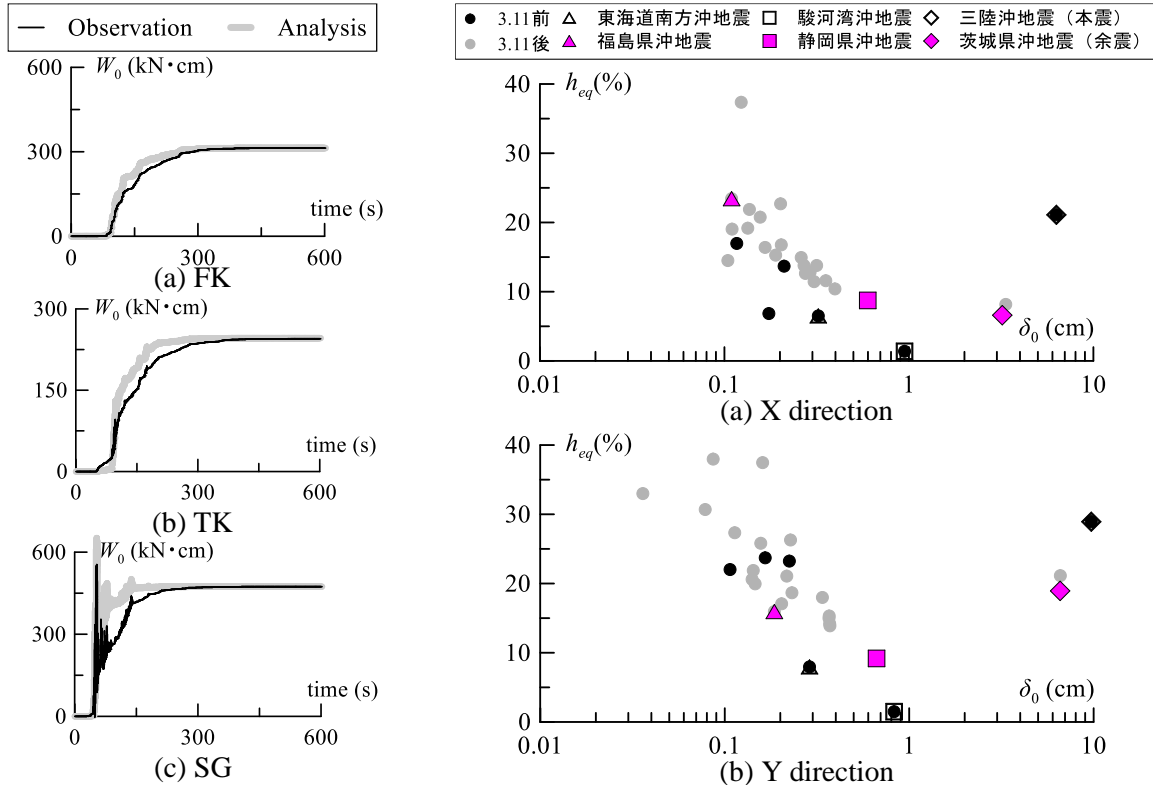 Observation Analysis
W0 (kN・cm)
600
300
0
time (s)
0 300 600
(a) FK
W0 (kN・cm)
300
150
0
time (s)
0 300 600
(b) TK
W0 (kN・cm)
600
300
0
time (s)
0 300 600
(c) SG
3.11前 東海道南方沖地震 駿河湾沖地震 三陸沖地震（本震）
3.11後 福島県沖地震 静岡県沖地震 茨城県沖地震（余震）
heq(%)
40
30
20
10
0
δ0 (cm)
0.01 0.1 1 10
(a) X direction
heq(%)
40
30
20
10
0
δ0 (cm)
0.01 0.1 1 10
(b) Y direction